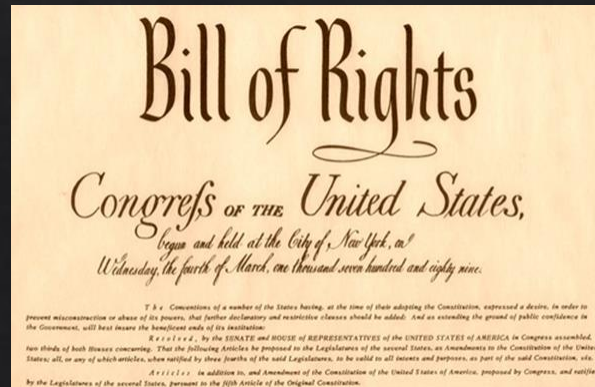 Bill of Rights
Congreſs OF THE United States,
begun and held at the City of New York, on
Wednesday, the fourth of March, one thousand seven hundred and eighty nine.
The Conventions of a number of the States having, at the time of their adopting the Constitution, expressed a desire, in order to
prevent misconstruction or abuse of its powers, that further declaratory and restrictive clauses should be added: And as extending the ground of public confidence in
the Government, will best insure the beneficent ends of its institution:
Resolved, by the SENATE and HOUSE of REPRESENTATIVES of the UNITED STATES of AMERICA in Congress assembled,
two thirds of both Houses concurring. That the following Articles be proposed to the Legislatures of the several States, as Amendments to the Constitution of the United
States; all, or any of which articles, when ratified by three fourths of the said Legislatures, to be valid to all intents and purposes, as part of the said Constitution, viz.
Articles in addition to, and Amendment of the Constitution of the United States of America, proposed by Congress, and ratified
by the Legislatures of the several States, pursuant to the fifth Article of the Original Constitution.